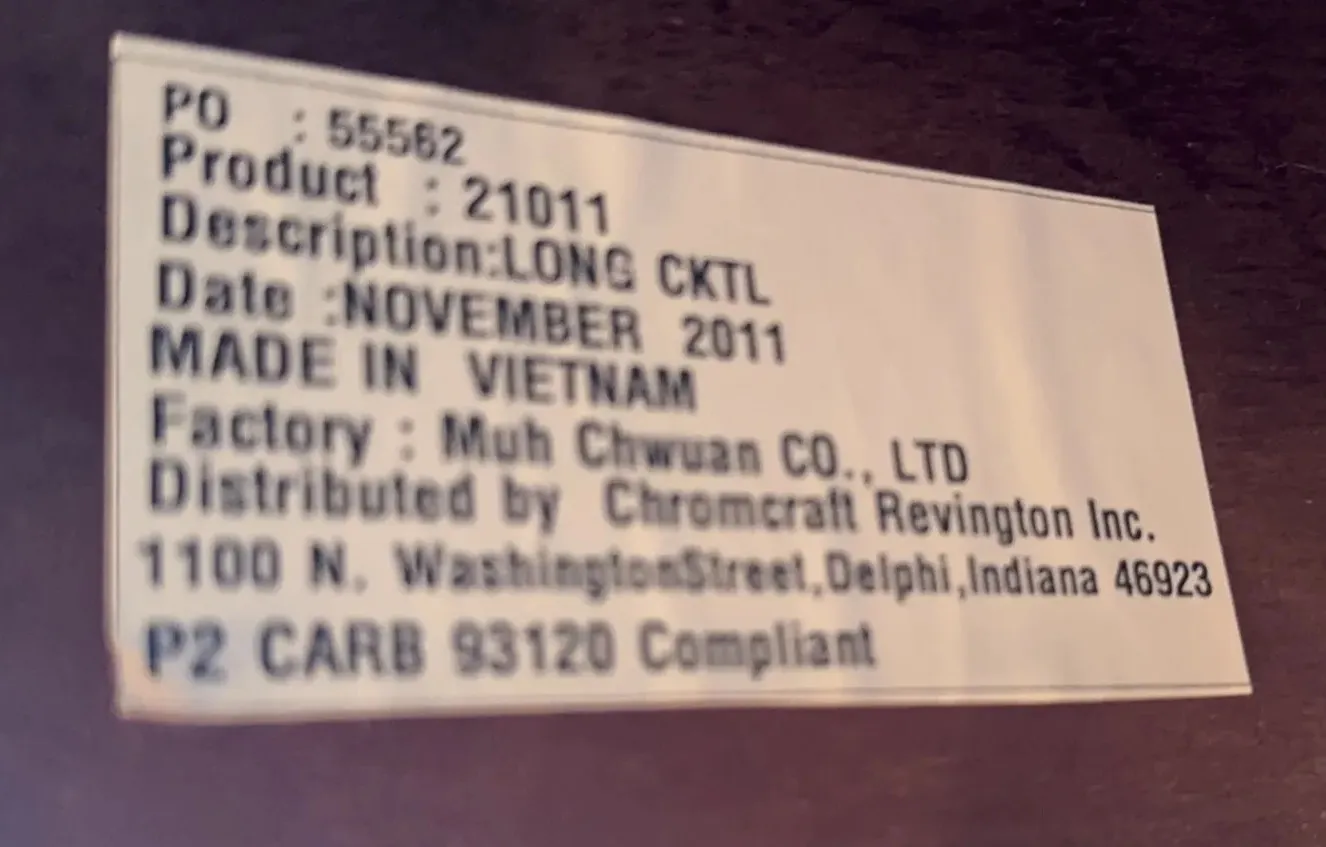 PO : 55562
Product : 21011
Description:LONG CKTL
Date :NOVEMBER 2011
MADE IN VIETNAM
Factory : Muh Chwuan CO., LTD
Distributed by Chromcraft Revington Inc.
1100 N. WashingtonStreet,Delphi,Indiana 46923
P2 CARB 93120 Compliant